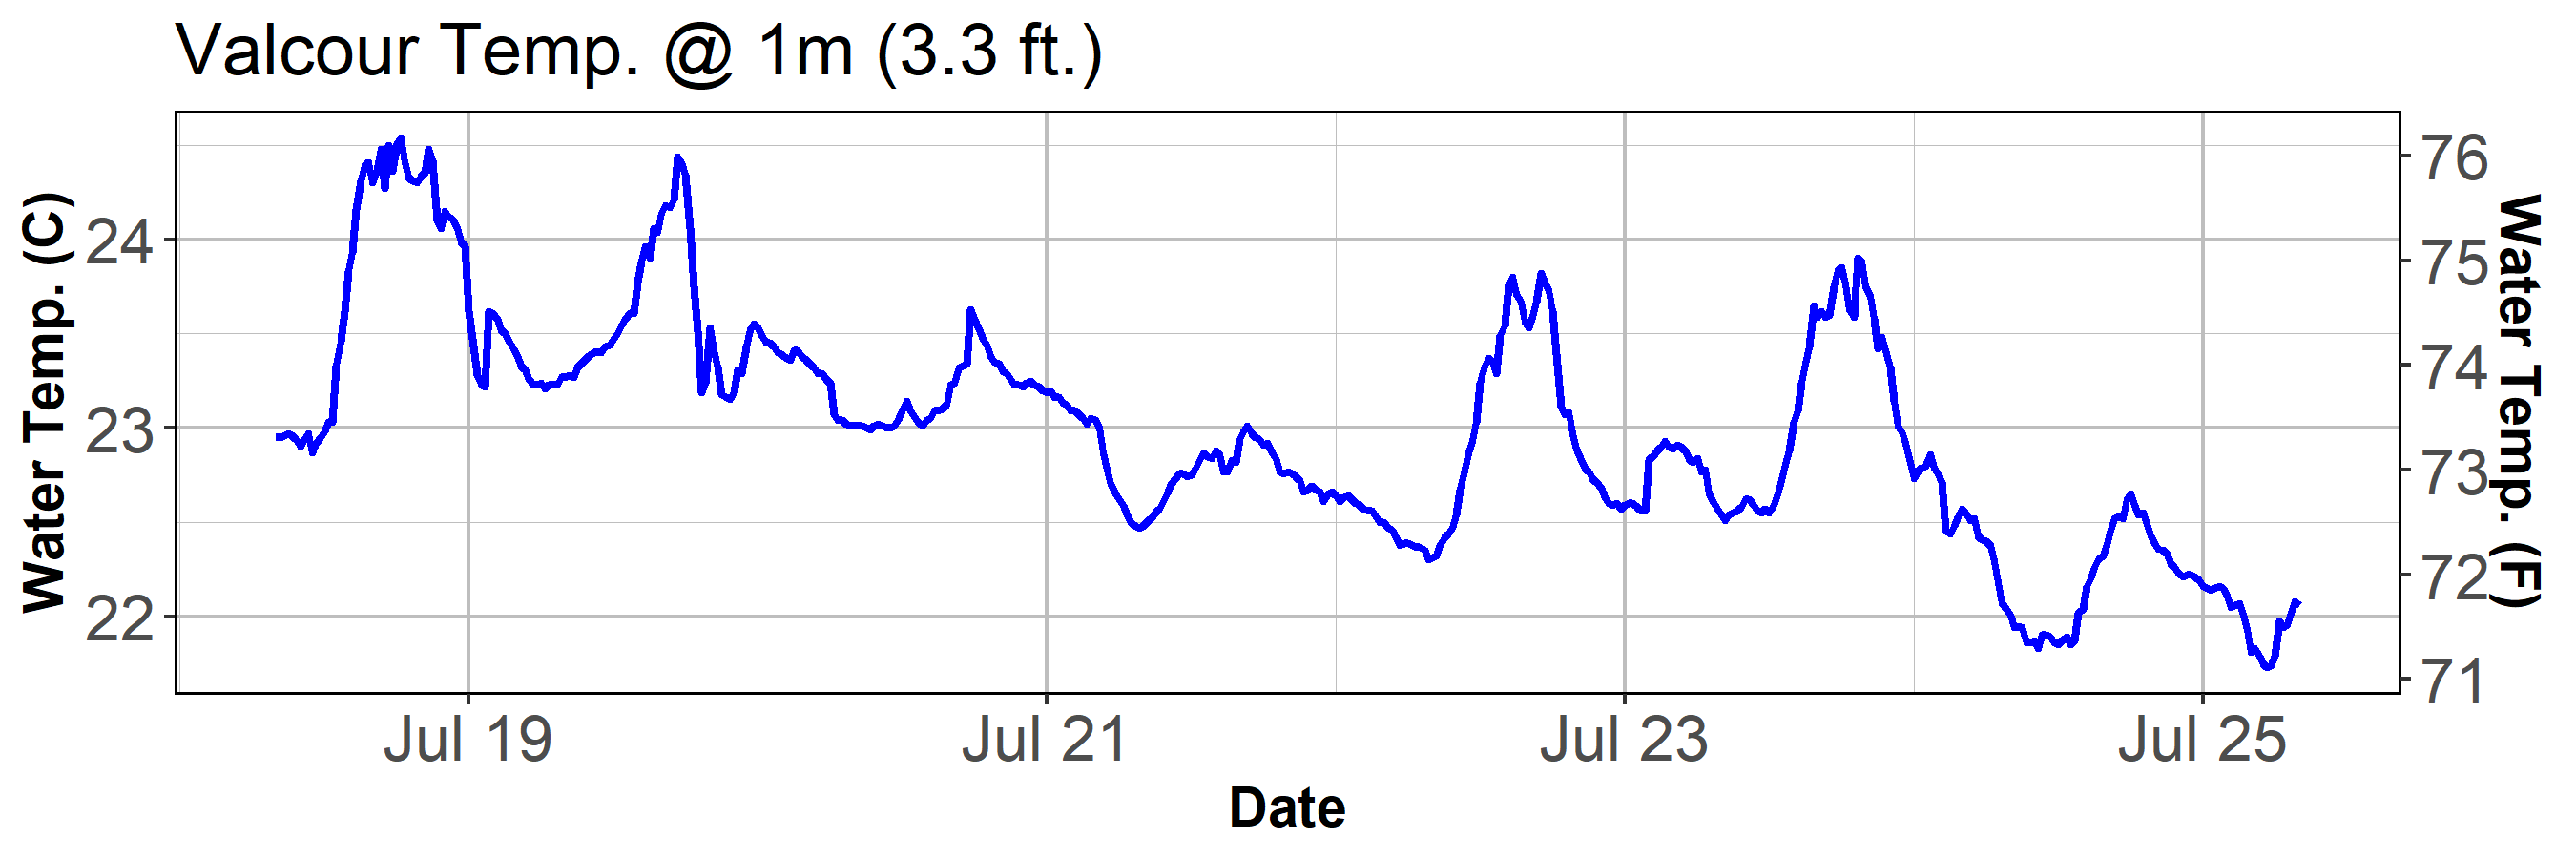 Valcour Temp. @ 1m (3.3 ft.)
Water Temp. (C)
24
23
22
76
75
74
73
72
71
Water Temp. (F)
Jul 19
Jul 21
Jul 23
Jul 25
Date